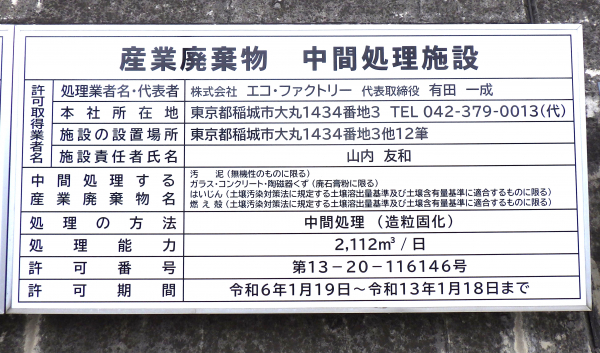 産業廃棄物 中間処理施設
許可取得業者名
処理業者名・代表者 株式会社 エコ・ファクトリー 代表取締役 有田 一成
本社所在地 東京都稲城市大丸1434番地3 TEL 042-379-0013(代)
施設の設置場所 東京都稲城市大丸1434番地3他12筆
施設責任者氏名 山内 友和
中間処理する産業廃棄物名
汚泥(無機性のものに限る)
ガラス・コンクリート・陶磁器くず(廃石膏粉に限る)
ばいじん(土壌汚染対策法に規定する土壌溶出量基準及び土壌含有量基準に適合するものに限る)
燃え殻(土壌汚染対策法に規定する土壌溶出量基準及び土壌含有量基準に適合するものに限る)
処理の方法 中間処理(造粒固化)
処理能力 2,112m³/日
許可番号 第13-20-116146号
許可期間 令和6年1月19日~令和13年1月18日まで